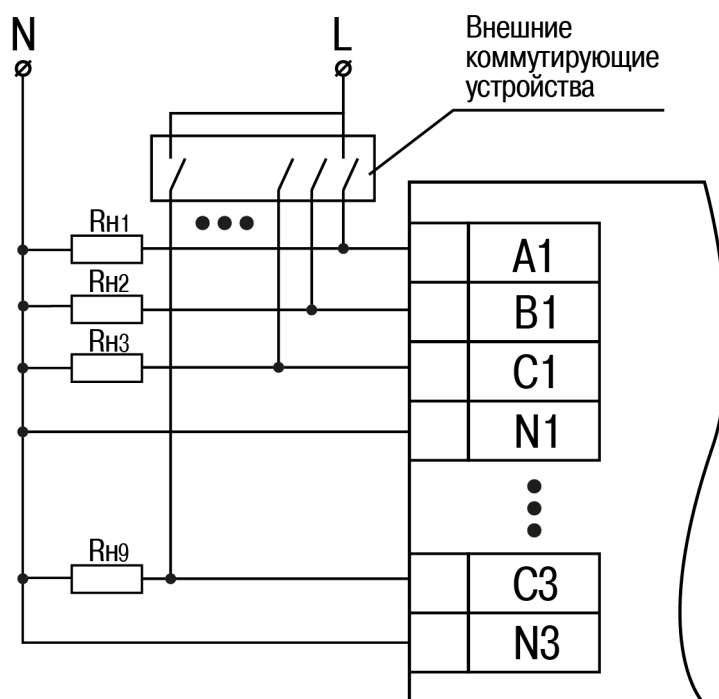 N
L
Внешние
коммутирующие
устройства
Rн1
Rн2
Rн3
Rн9
A1
B1
C1
N1
C3
N3